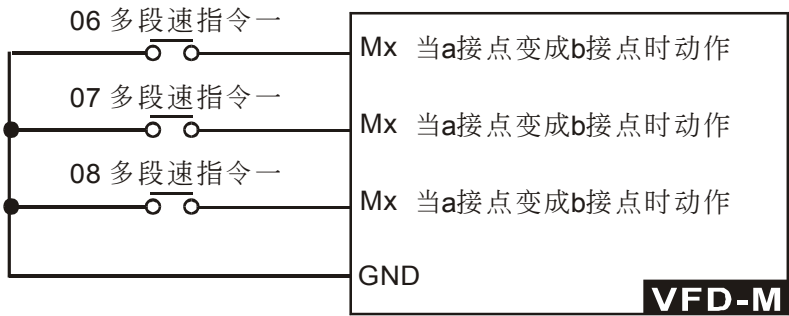 06 多段速指令一
Mx 当a接点变成b接点时动作
07 多段速指令一
Mx 当a接点变成b接点时动作
08 多段速指令一
Mx 当a接点变成b接点时动作
GND
VFD-M